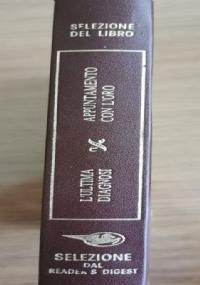 SELEZIONE
DEL LIBRO
APPUNTAMENTO
CON L'ORO
L'ULTIMA
DIAGNOSI
SELEZIONE
DAL
READER'S DIGEST